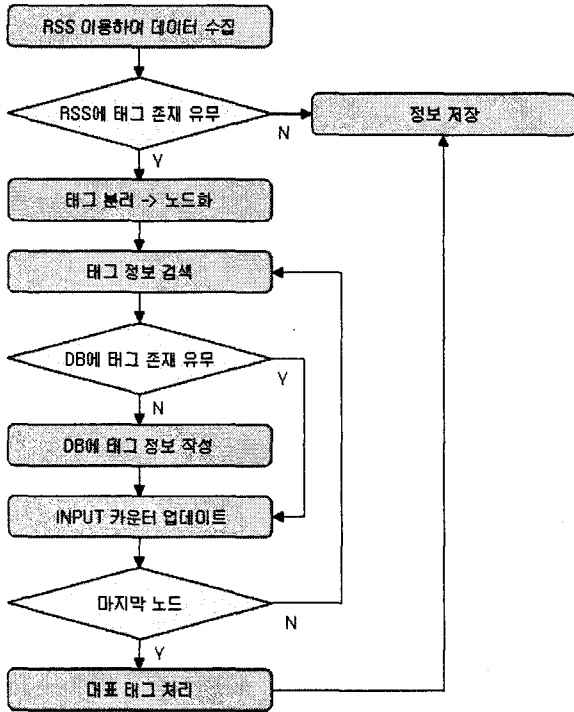 RSS 이용하여 데이터 수집
RSS에 태그 존재 유무
N
정보 저장
Y
태그 분리 -> 노드화
태그 정보 검색
DB에 태그 존재 유무
Y
N
DB에 태그 정보 작성
INPUT 카운터 업데이트
마지막 노드
N
Y
대표 태그 처리